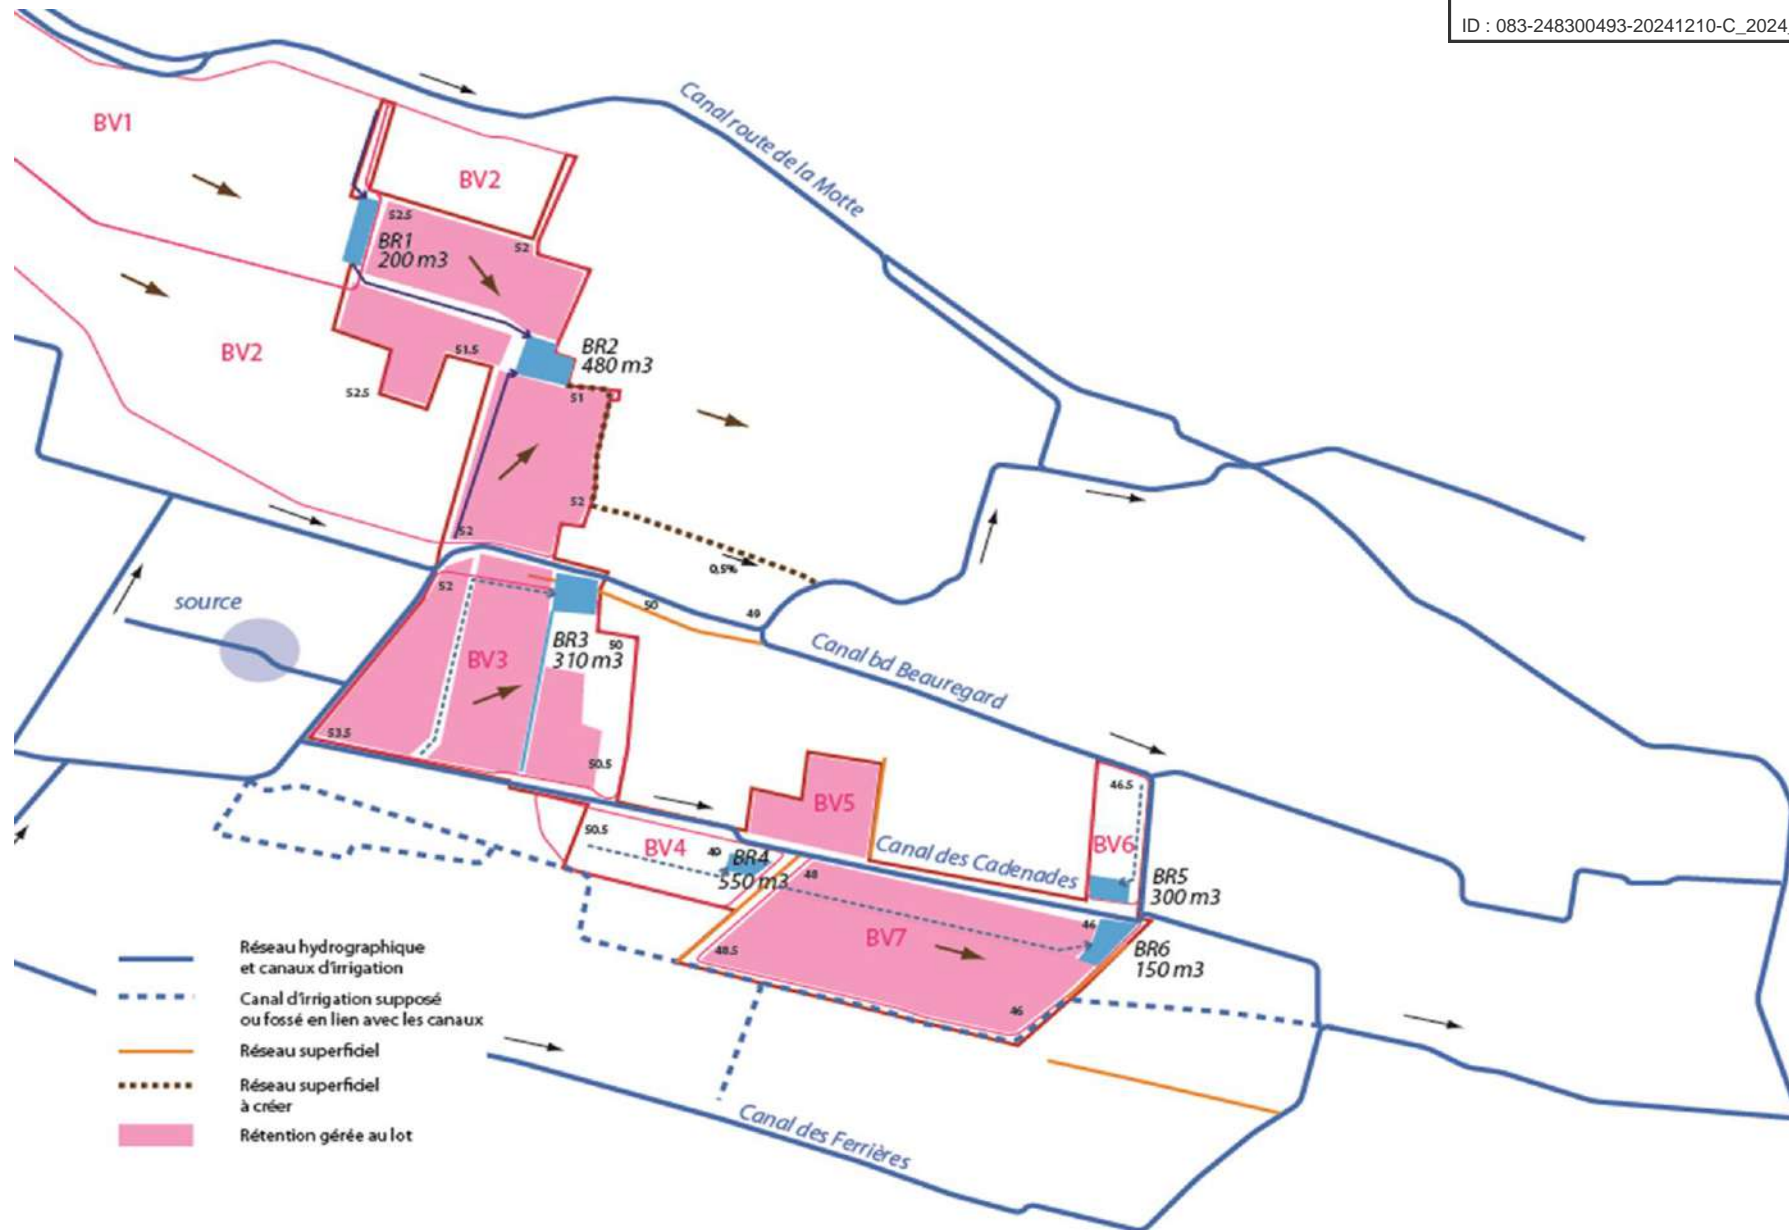 ID : 083-248300493-20241210-C_2024_
Canal route de la Motte
BV1
BV2
52.5
52
BR1
200 m3
BV2
51.5
52.5
BR2
480 m3
51
52
52
0,5%
source
52
50
49
BR3
310 m3
50
BV3
Canal bd Beauregard
53.5
50.5
46.5
BV5
50.5
BV4
49
BR4
550 m3
Canal des Cadenades
BV6
BR5
300 m3
48
46
BV7
48.5
BR6
150 m3
46
Réseau hydrographique
et canaux d'irrigation
Canal d'irrigation supposé
ou fossé en lien avec les canaux
Réseau superficiel
Réseau superficiel
à créer
Rétention gérée au lot
Canal des Ferrières